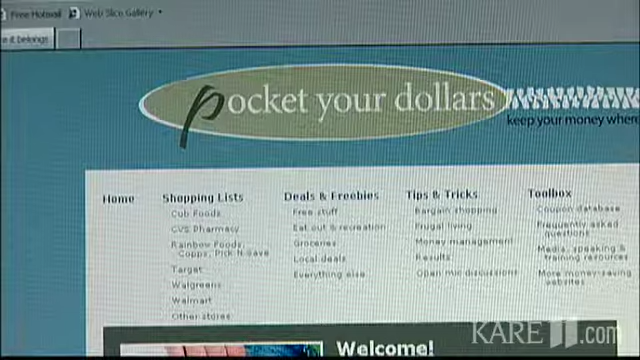 Free Hotmail Web Slice Gallery
e it belongs
pocket your dollars
keep your money where
Home
Shopping Lists
Cub Foods
CVS Pharmacy
Rainbow Foods,
Copps, Pick N Save
Target
Walgreens
Walmart
Other stores
Deals & Freebies
Free stuff
Eat out & recreation
Groceries
Local deals
Everything else
Tips & Tricks
Bargain shopping
Frugal living
Money management
Results
Open mic discussions
Toolbox
Coupon database
Frequently asked
questions
Media, speaking &
training resources
More money-saving
websites
Welcome!
KARE11.com